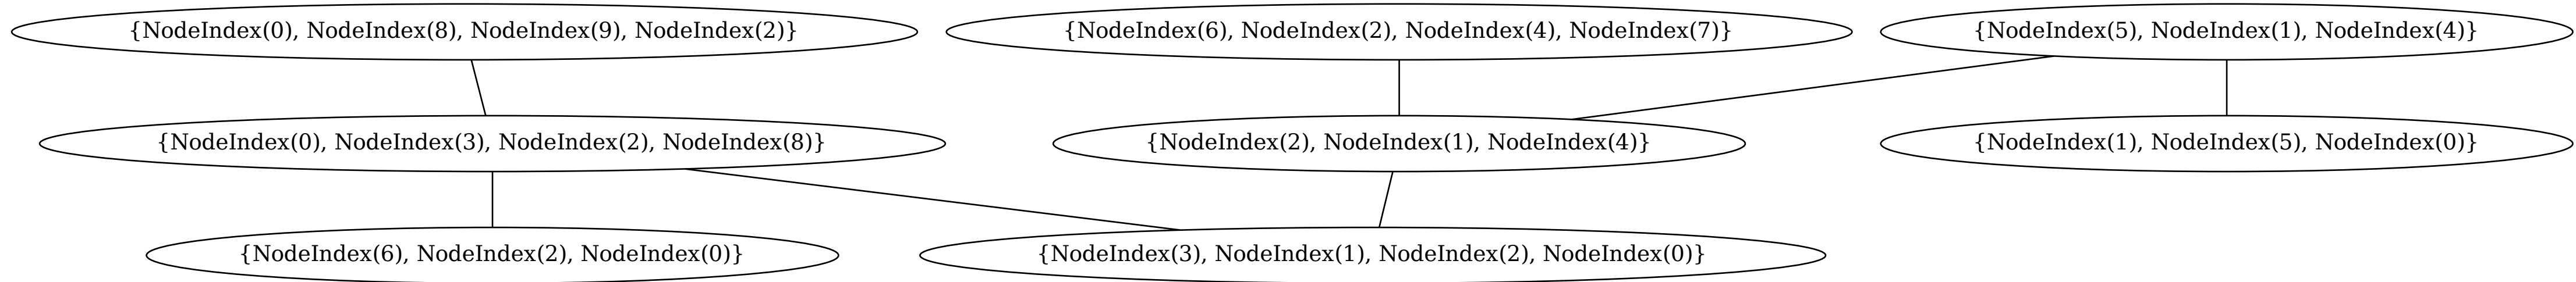 {NodeIndex(0), NodeIndex(8), NodeIndex(9), NodeIndex(2)}
{NodeIndex(6), NodeIndex(2), NodeIndex(4), NodeIndex(7)}
{NodeIndex(5), NodeIndex(1), NodeIndex(4)}
{NodeIndex(0), NodeIndex(3), NodeIndex(2), NodeIndex(8)}
{NodeIndex(2), NodeIndex(1), NodeIndex(4)}
{NodeIndex(1), NodeIndex(5), NodeIndex(0)}
{NodeIndex(6), NodeIndex(2), NodeIndex(0)}
{NodeIndex(3), NodeIndex(1), NodeIndex(2), NodeIndex(0)}